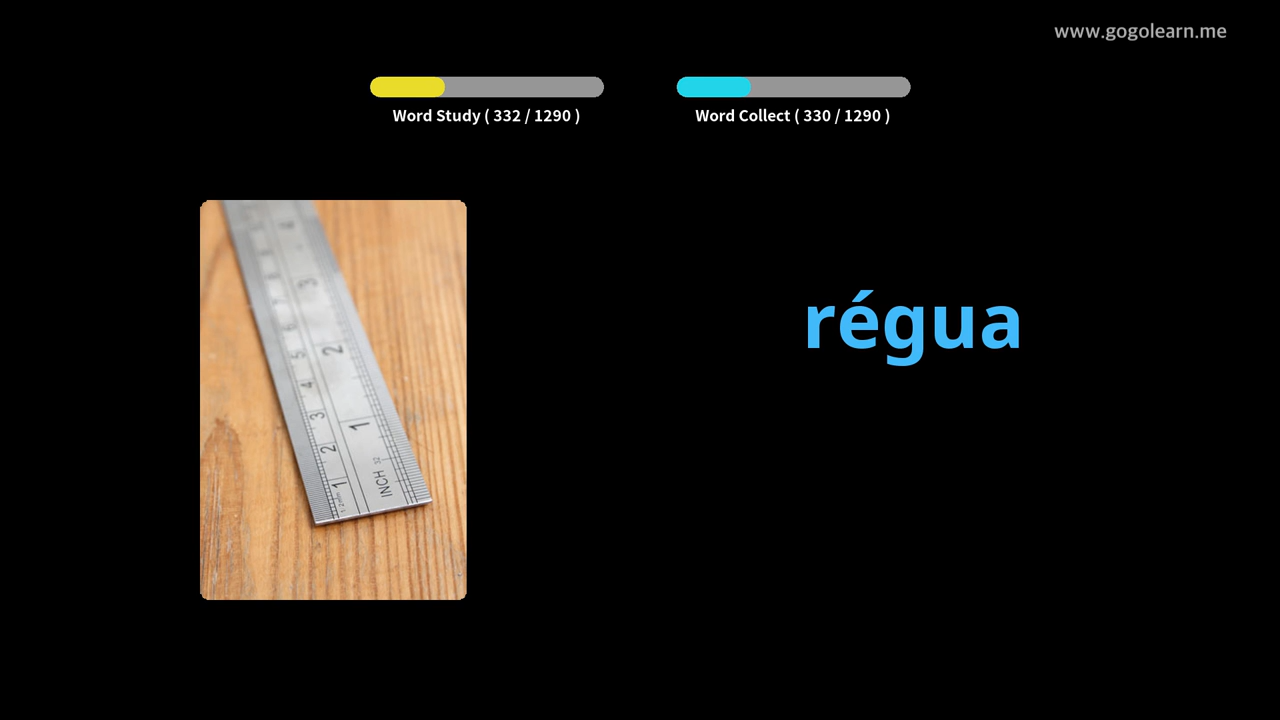 www.gogolearn.me
Word Study ( 332 / 1290 )
Word Collect ( 330 / 1290 )
régua
1 2 3 4 5 6
1 2 3
INCH 32